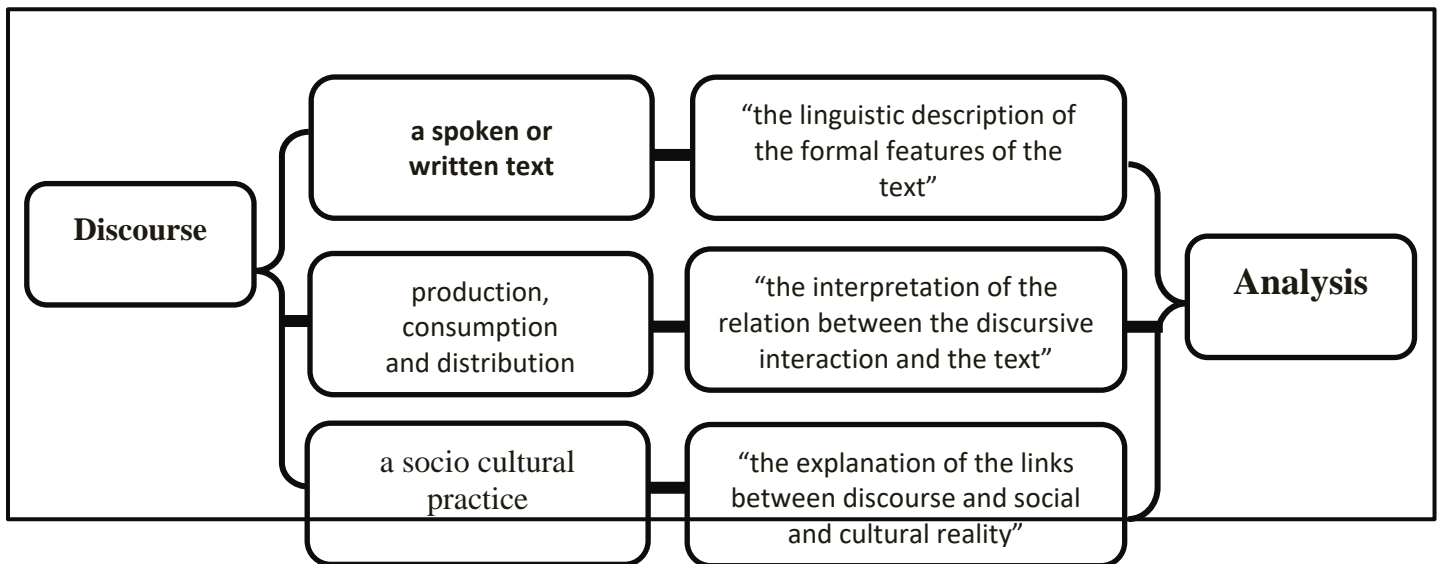 Discourse
a spoken or
written text
“the linguistic description of
the formal features of the
text”
production,
consumption
and distribution
“the interpretation of the
relation between the discursive
interaction and the text”
a socio cultural
practice
“the explanation of the links
between discourse and social
and cultural reality”
Analysis